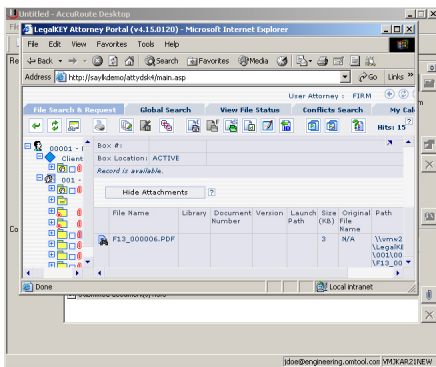 Untitled - AccuRoute Desktop
LegalKEY Attorney Portal (v4.15.0120) - Microsoft Internet Explorer
File Edit View Favorites Tools Help
Back Search Favorites Media
Address http://saylkdemo/attydsk4/main.asp Go Links »
User Attorney : FIRM
File Search & Request Global Search View File Status Conflicts Search My Cal
Hits: 15
00001 - Box #:
Client Box Location: ACTIVE
001 - Record is available.
Hide Attachments ?
File Name Library Document Version Launch Size Original Path
Number Path (KB) File
Name
F13_000006.PDF 3 N/A \\vmw2
\LegalKE
\001\00
\F13_00
Done Local intranet
jdoe@engineering.omtool.com VMJKAR21NEW